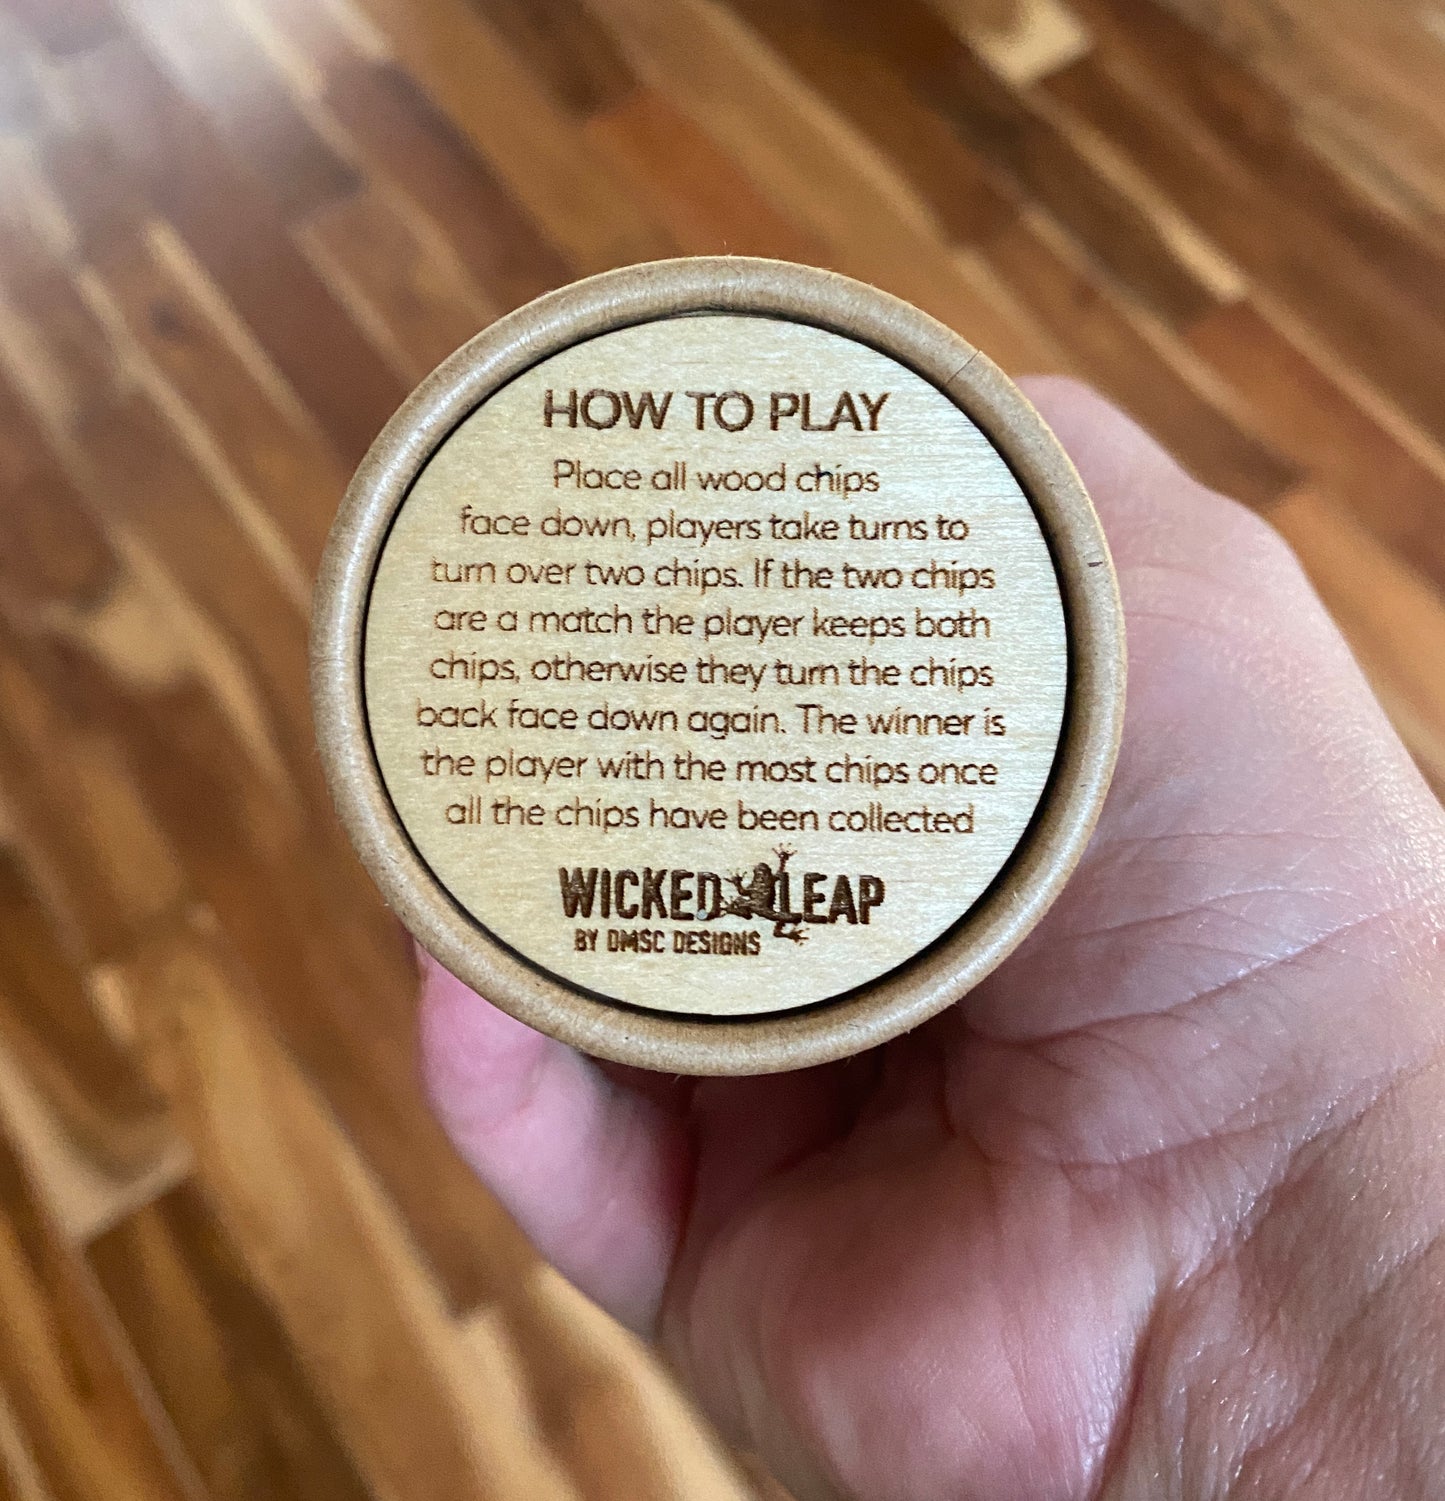 HOW TO PLAY
Place all wood chips
face down, players take turns to
turn over two chips. If the two chips
are a match the player keeps both
chips, otherwise they turn the chips
back face down again. The winner is
the player with the most chips once
all the chips have been collected
WICKED LEAP
BY DMSC DESIGNS